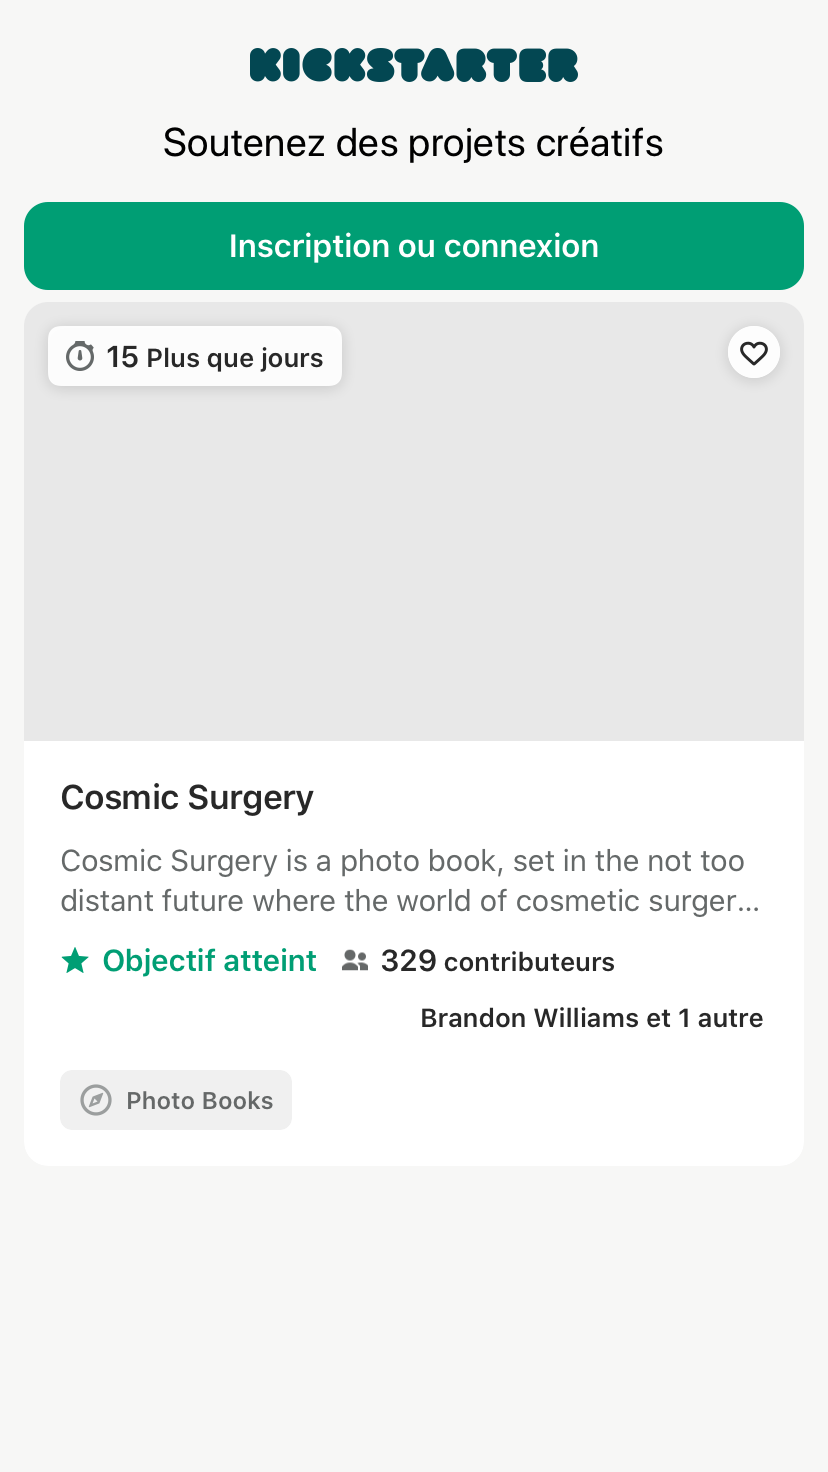 KICKSTARTER
Soutenez des projets créatifs
Inscription ou connexion
15 Plus que jours
Cosmic Surgery
Cosmic Surgery is a photo book, set in the not too
distant future where the world of cosmetic surger…
Objectif atteint 329 contributeurs
Brandon Williams et 1 autre
Photo Books